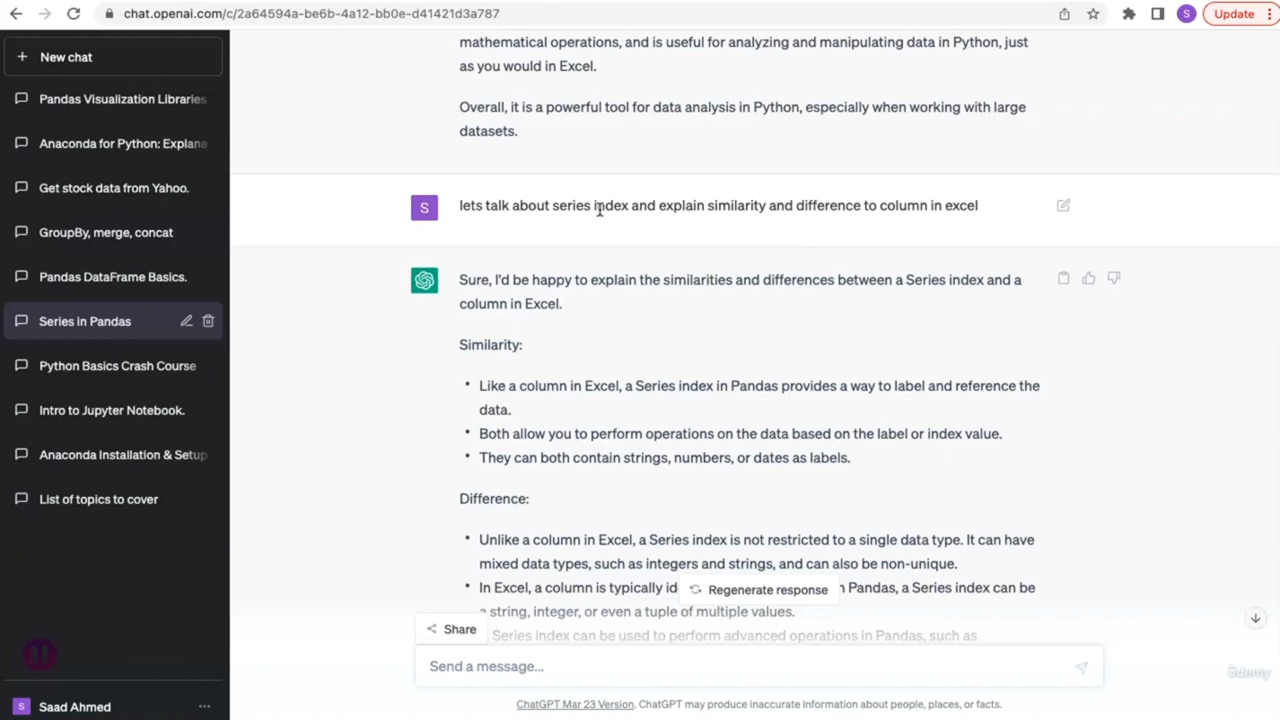 chat.openai.com/c/2a64594a-be6b-4a12-bb0e-d41421d3a787
S
Update
New chat
Pandas Visualization Libraries
Anaconda for Python: Explana
Get stock data from Yahoo.
GroupBy, merge, concat
Pandas DataFrame Basics.
Series in Pandas
Python Basics Crash Course
Intro to Jupyter Notebook.
Anaconda Installation & Setup
List of topics to cover
S
Saad Ahmed
mathematical operations, and is useful for analyzing and manipulating data in Python, just
as you would in Excel.
Overall, it is a powerful tool for data analysis in Python, especially when working with large
datasets.
S
lets talk about series index and explain similarity and difference to column in excel
Sure, I'd be happy to explain the similarities and differences between a Series index and a
column in Excel.
Similarity:
• Like a column in Excel, a Series index in Pandas provides a way to label and reference the
data.
• Both allow you to perform operations on the data based on the label or index value.
• They can both contain strings, numbers, or dates as labels.
Difference:
• Unlike a column in Excel, a Series index is not restricted to a single data type. It can have
mixed data types, such as integers and strings, and can also be non-unique.
• In Excel, a column is typically id
Regenerate response
n Pandas, a Series index can be
a string, integer, or even a tuple of multiple values.
Series index can be used to perform advanced operations in Pandas, such as
Share
Send a message...
ChatGPT Mar 23 Version. ChatGPT may produce inaccurate information about people, places, or facts.
ûdemy